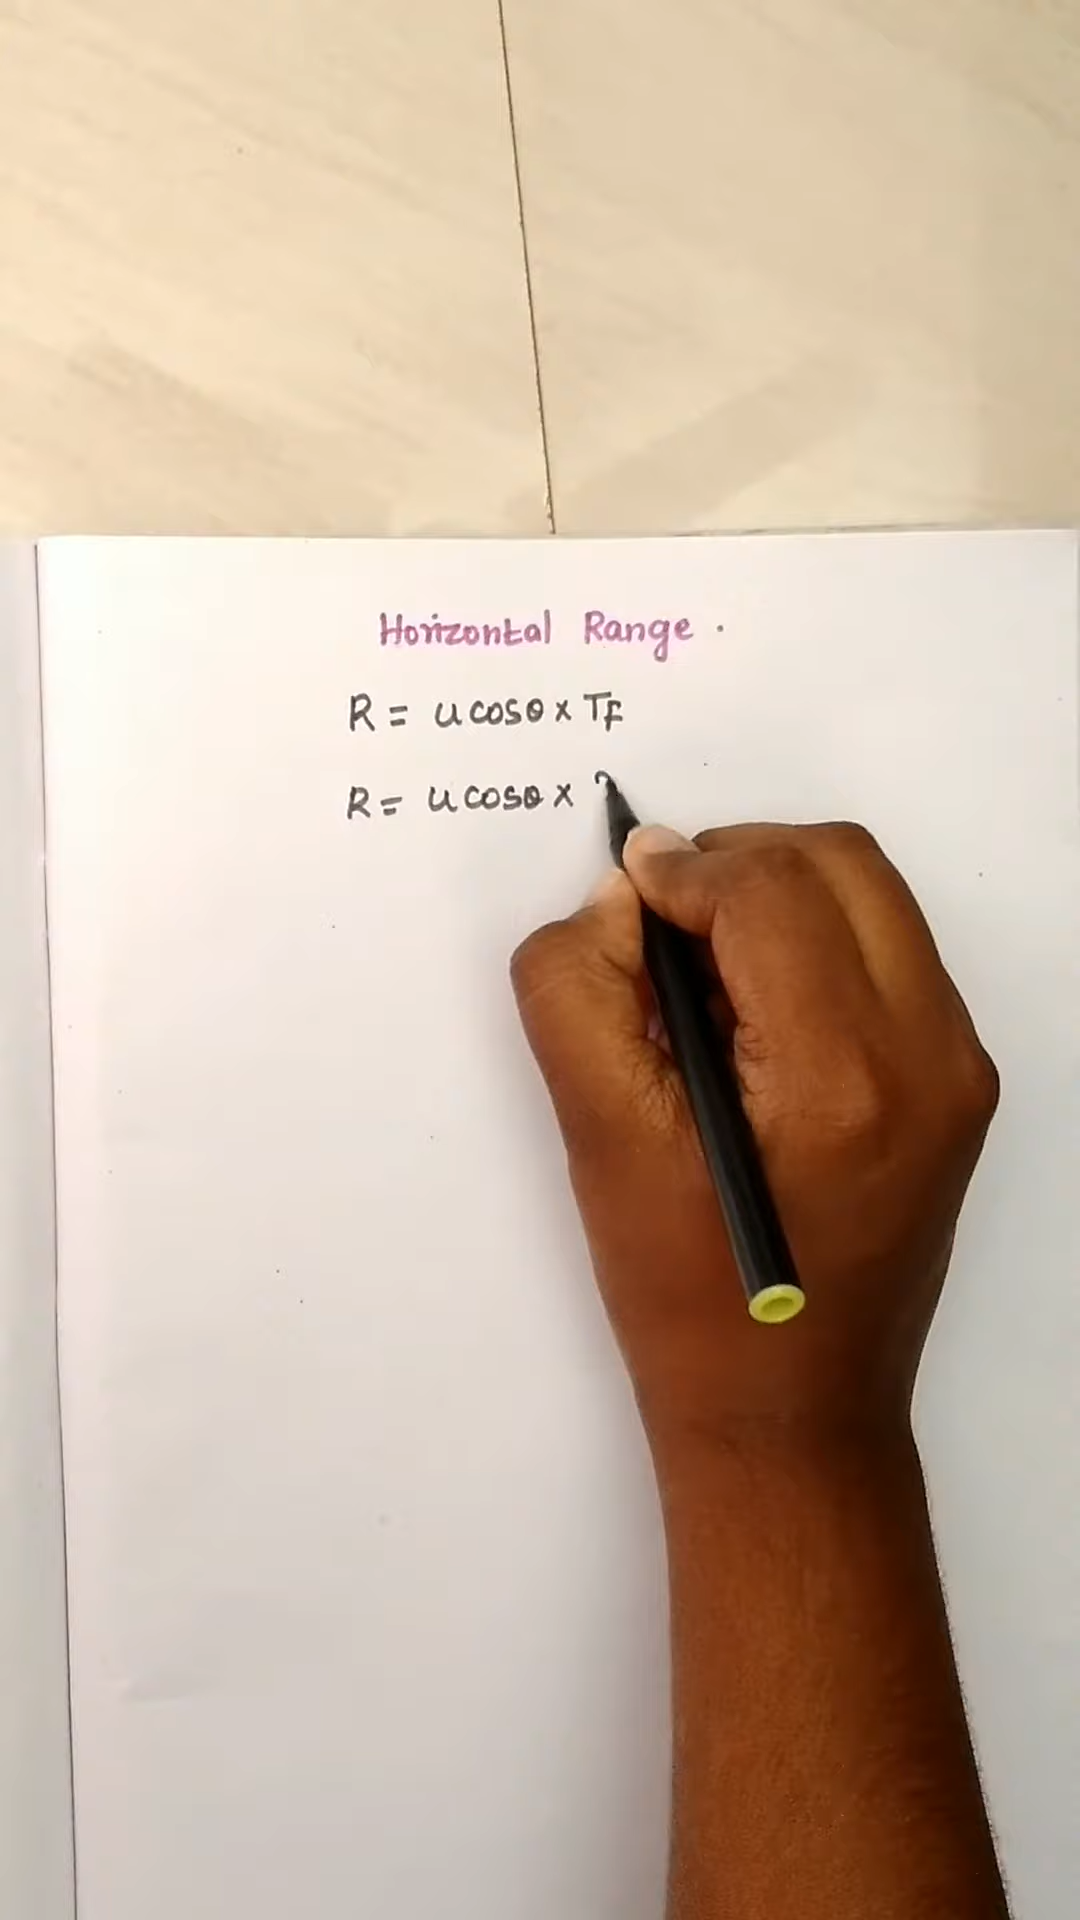 Horizontal Range .
R = u cosθ × TF
R = u cosθ ×